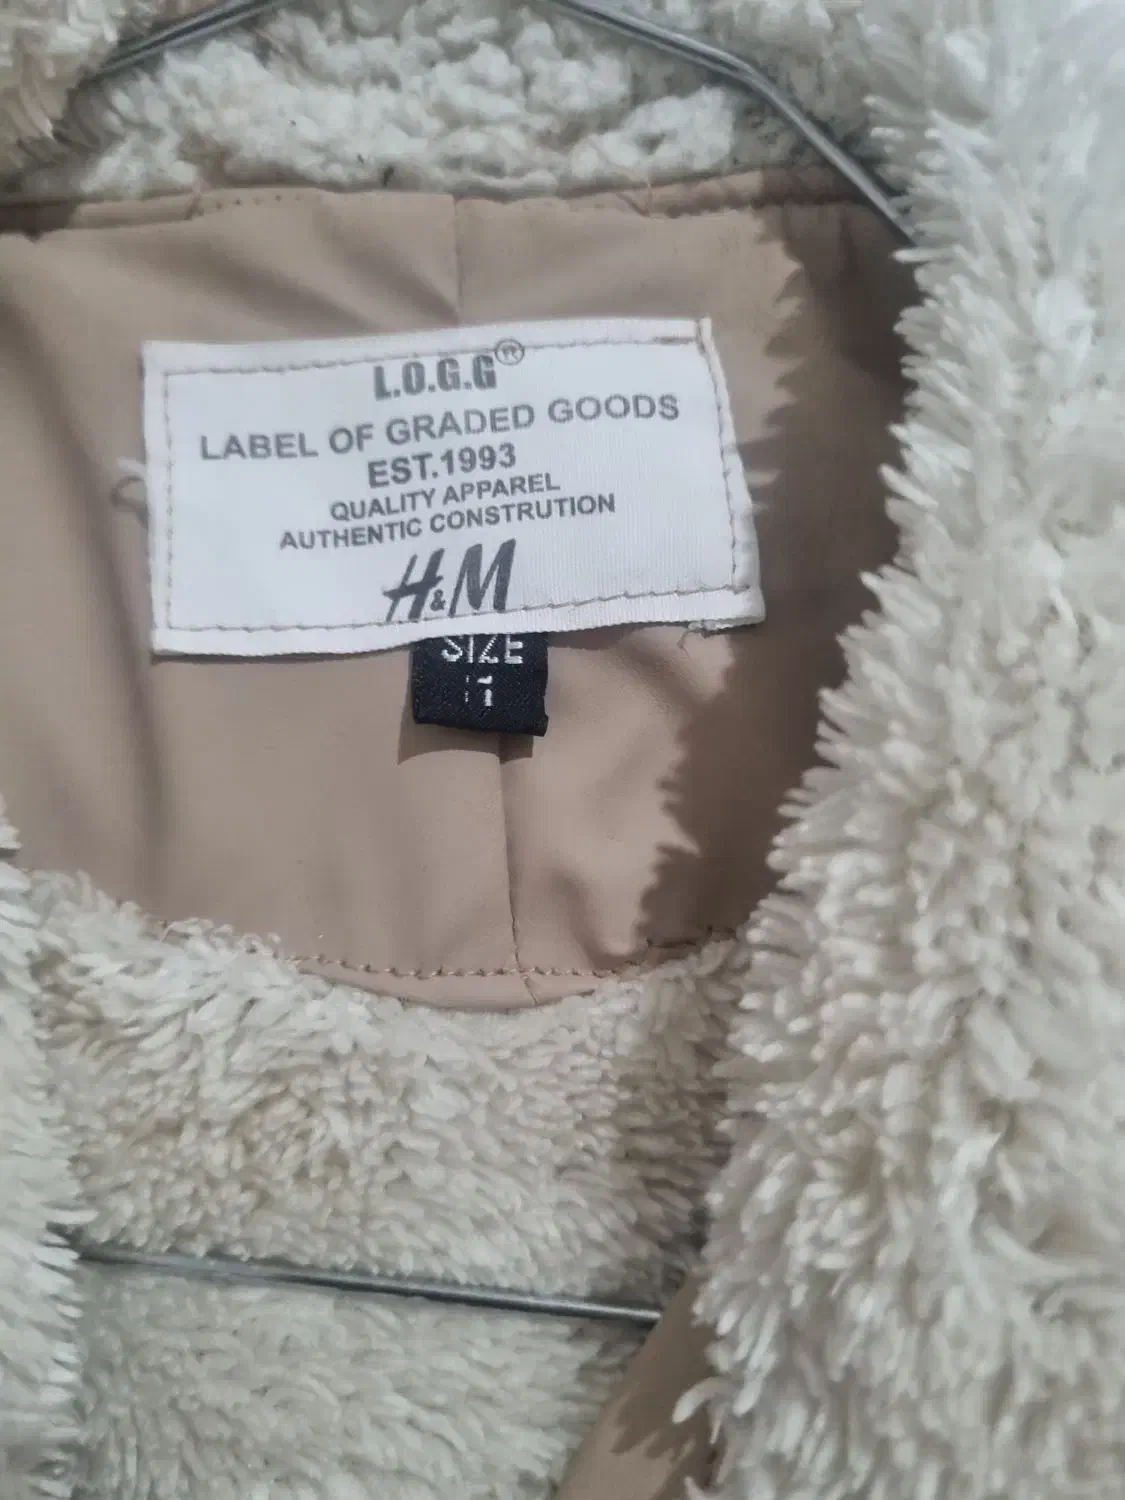 L.O.G.G®
LABEL OF GRADED GOODS
EST.1993
QUALITY APPAREL
AUTHENTIC CONSTRUTION
H&M
SIZE